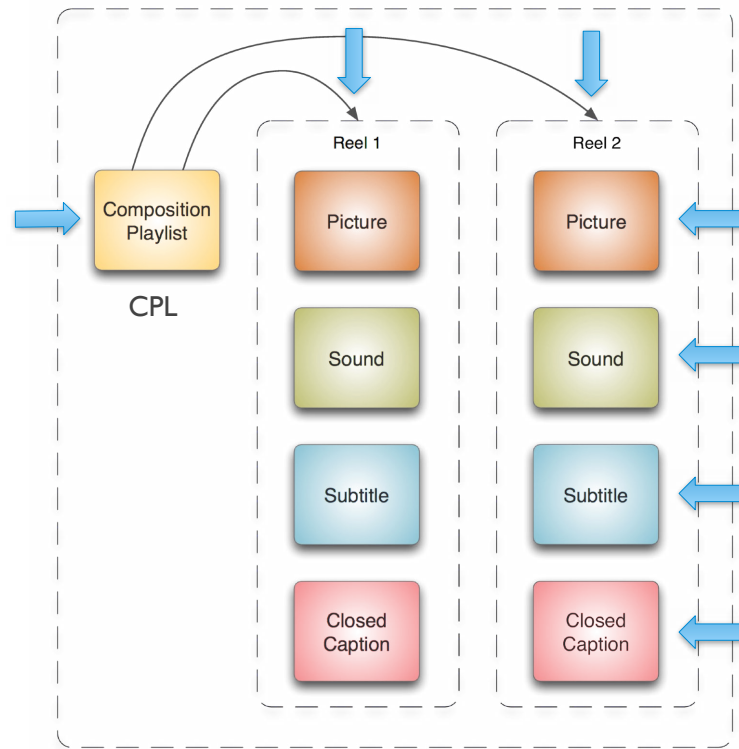 Reel 1
Reel 2
Composition
Playlist
CPL
Picture
Picture
Sound
Sound
Subtitle
Subtitle
Closed
Caption
Closed
Caption